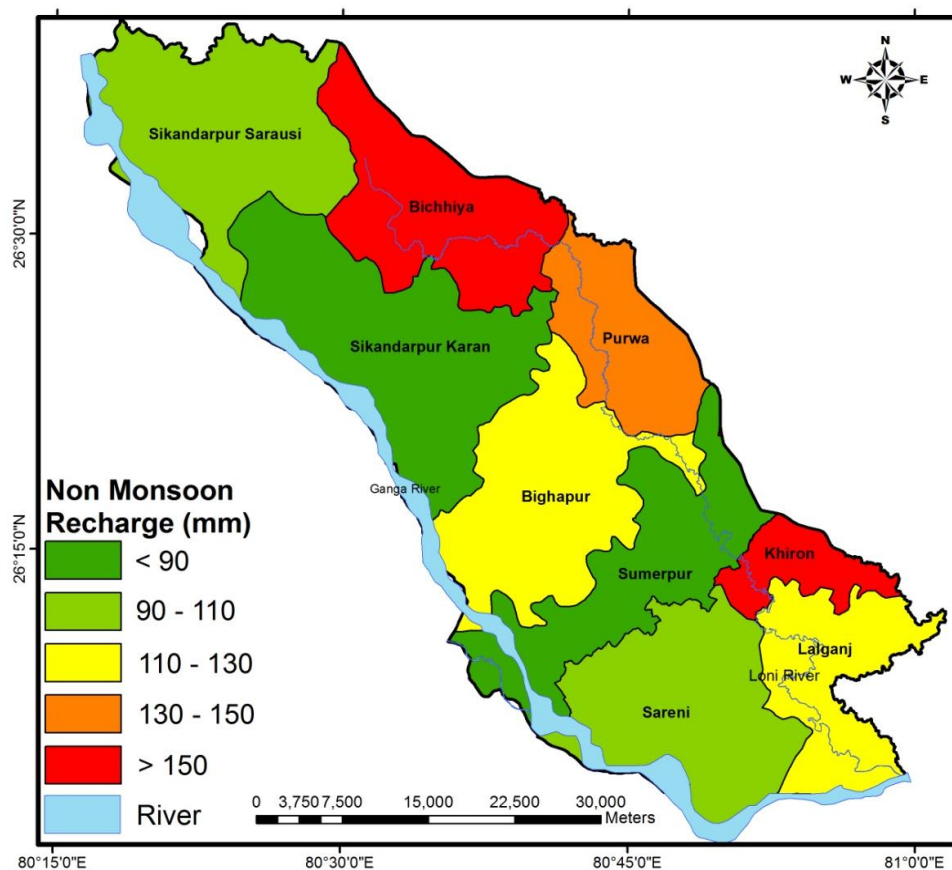 N
W E
S
Sikandarpur Sarausi
Bichhiya
Sikandarpur Karan
Purwa
Ganga River
Bighapur
Khiron
Sumerpur
Lalganj
Loni River
Sareni
Non Monsoon
Recharge (mm)
< 90
90 - 110
110 - 130
130 - 150
> 150
River
0 3,750 7,500 15,000 22,500 30,000
Meters
26°30'0"N
26°15'0"N
80°15'0"E 80°30'0"E 80°45'0"E 81°0'0"E